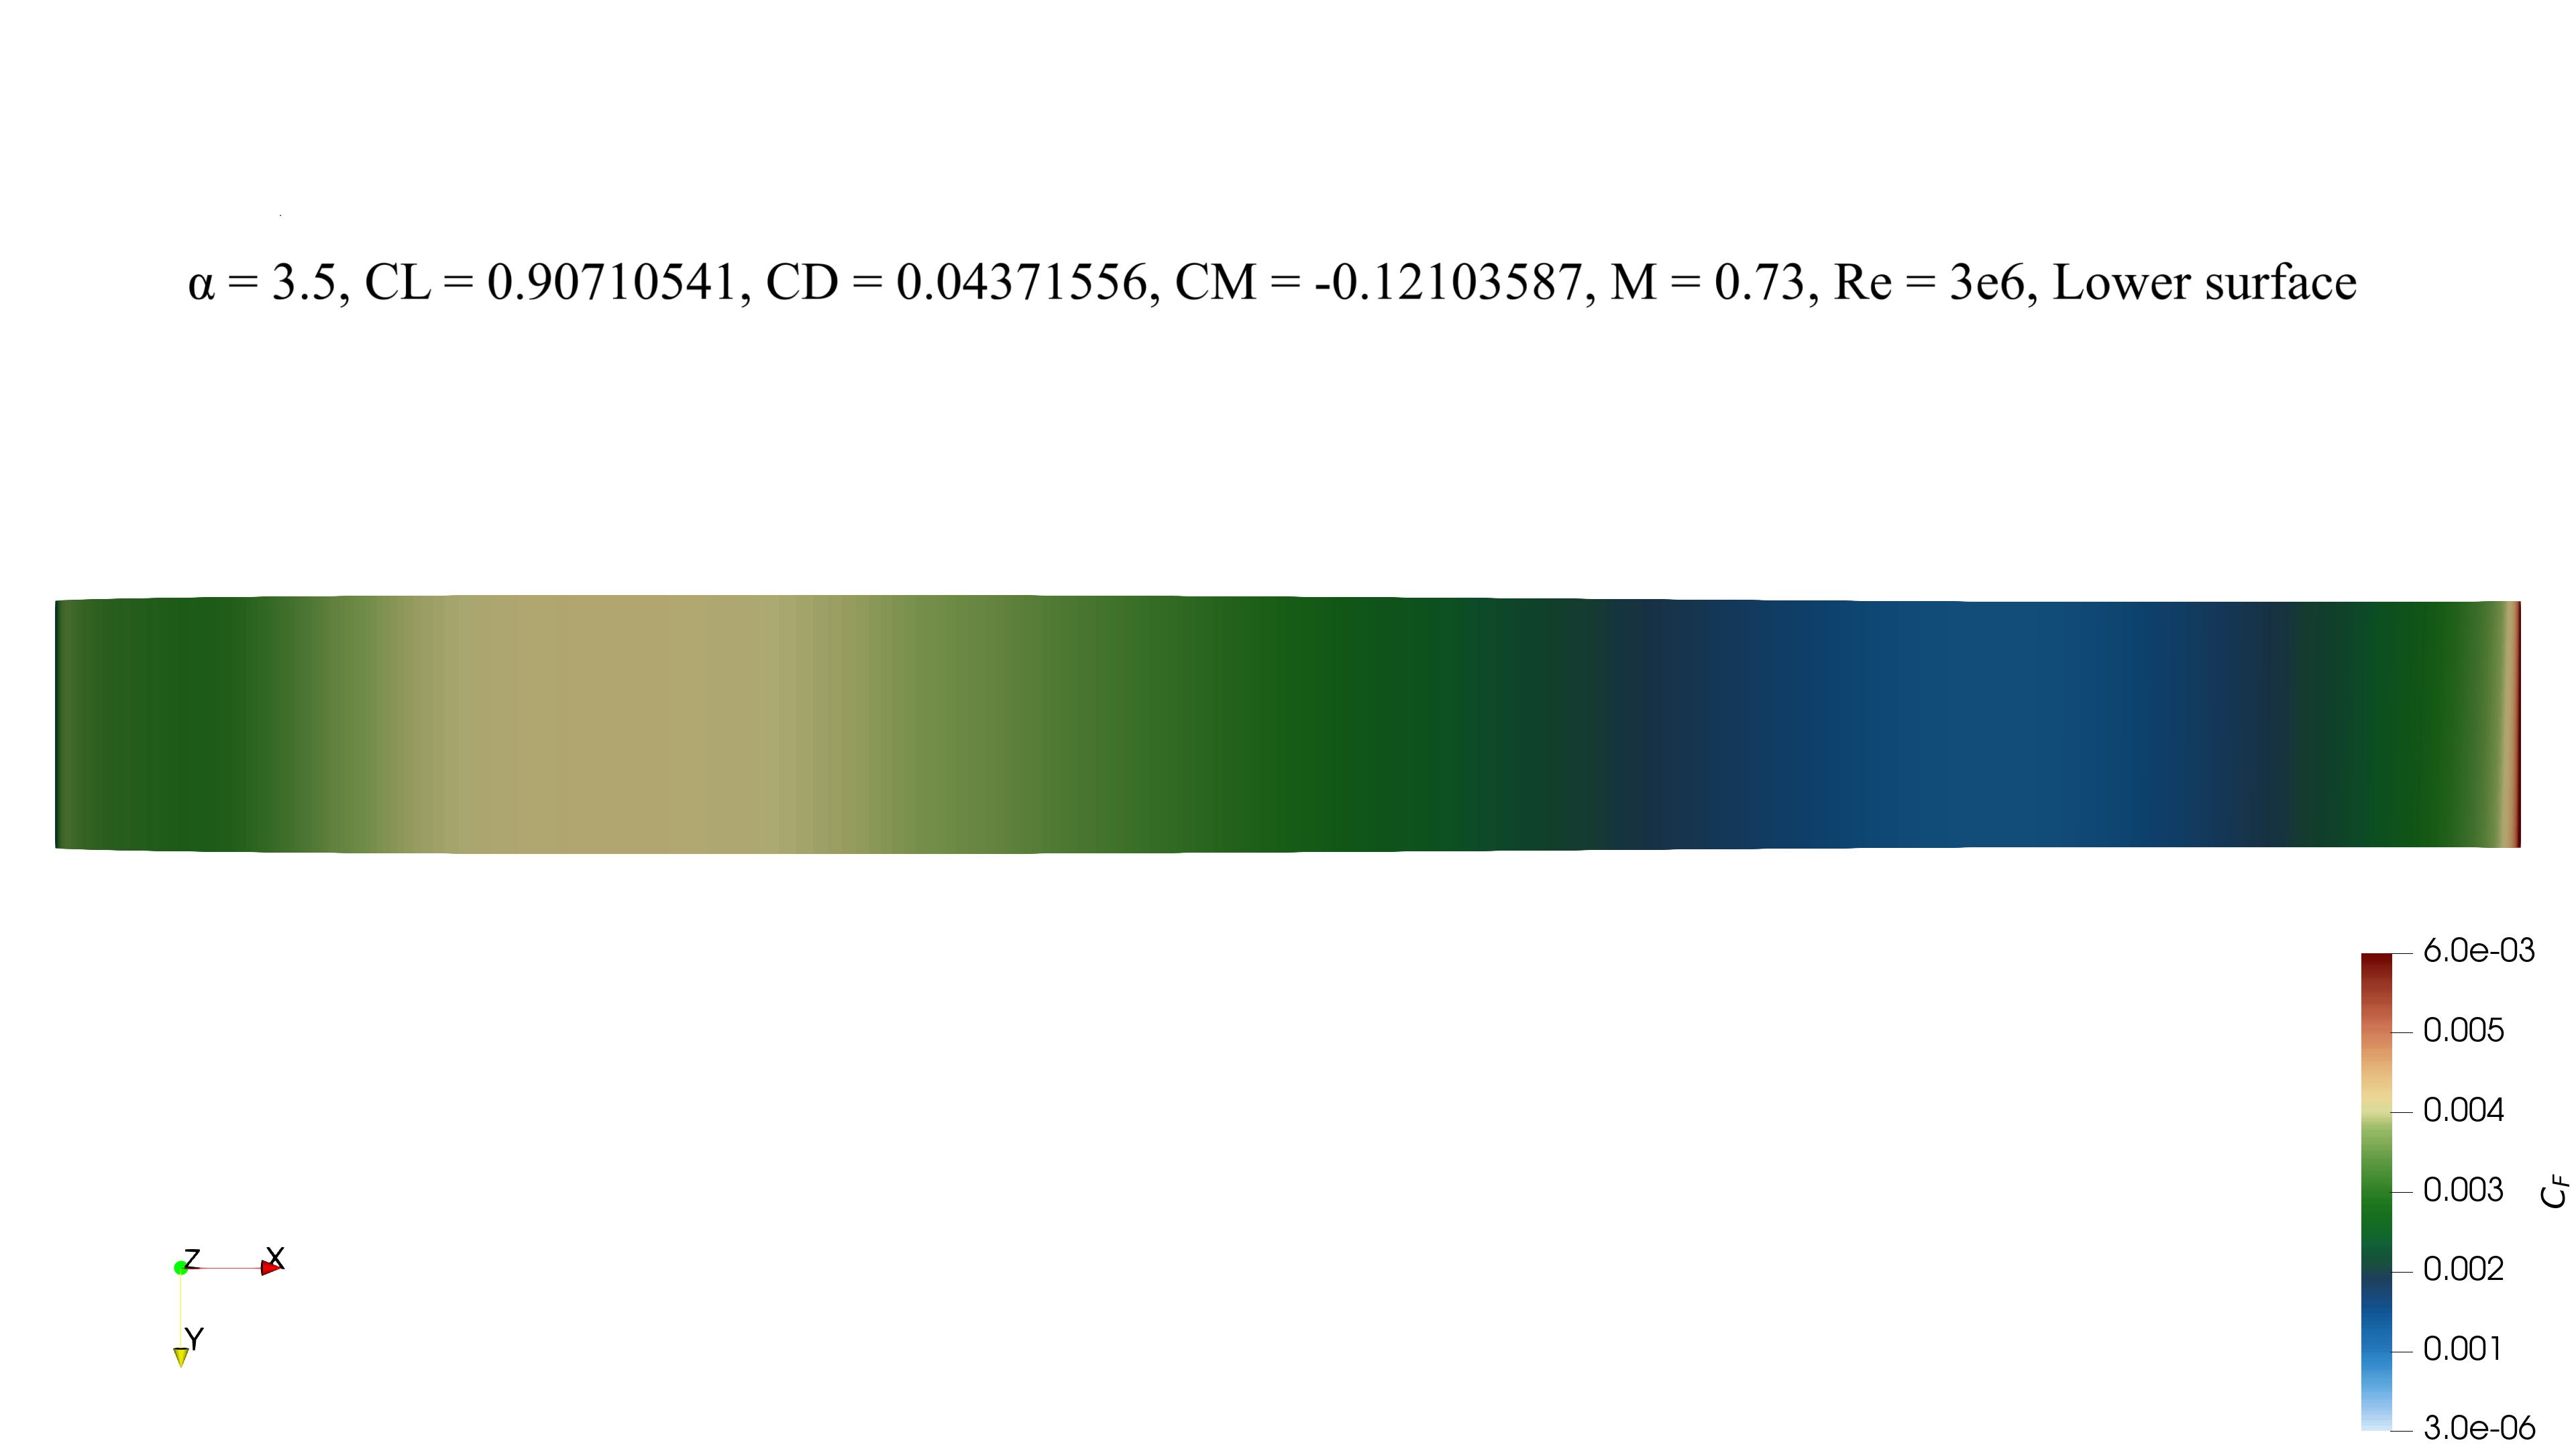 α = 3.5, CL = 0.90710541, CD = 0.04371556, CM = -0.12103587, M = 0.73, Re = 3e6, Lower surface
6.0e-03
0.005
0.004
0.003
0.002
0.001
3.0e-06
C_F
Z
X
Y